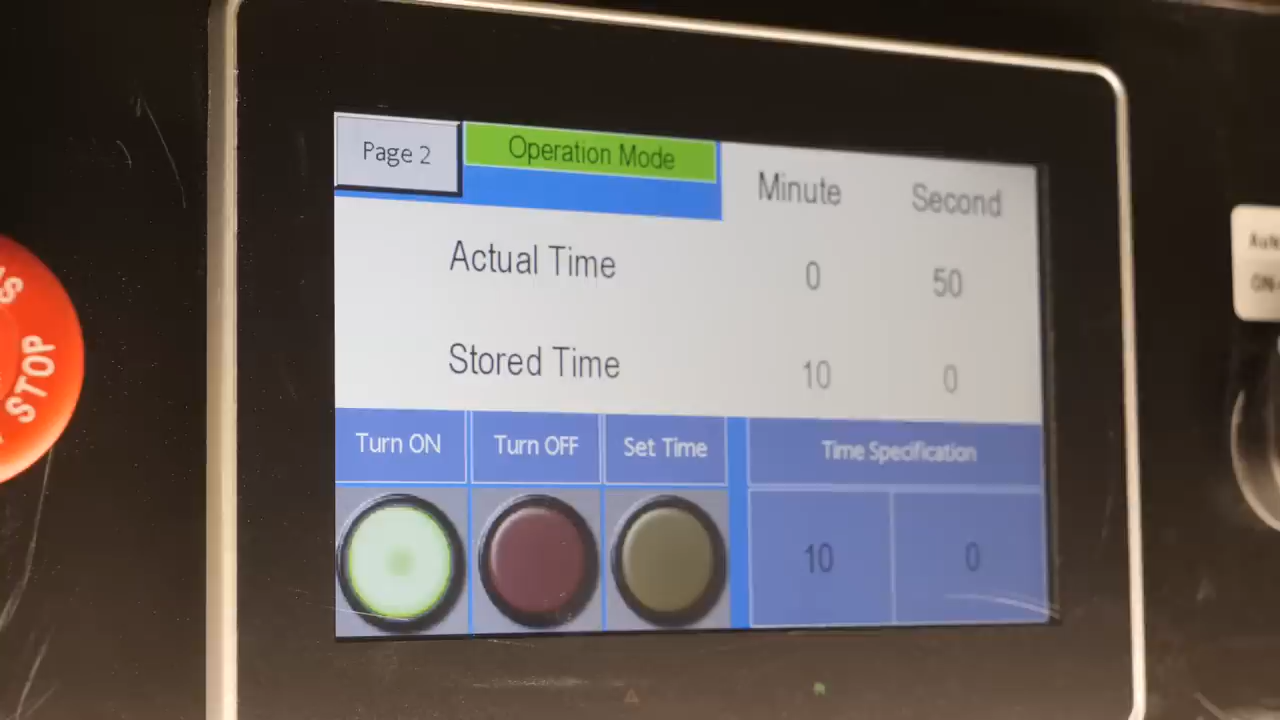 Page 2
Operation Mode
Minute Second
Actual Time 0 50
Stored Time 10 0
Turn ON Turn OFF Set Time Time Specification
10 0
STOP